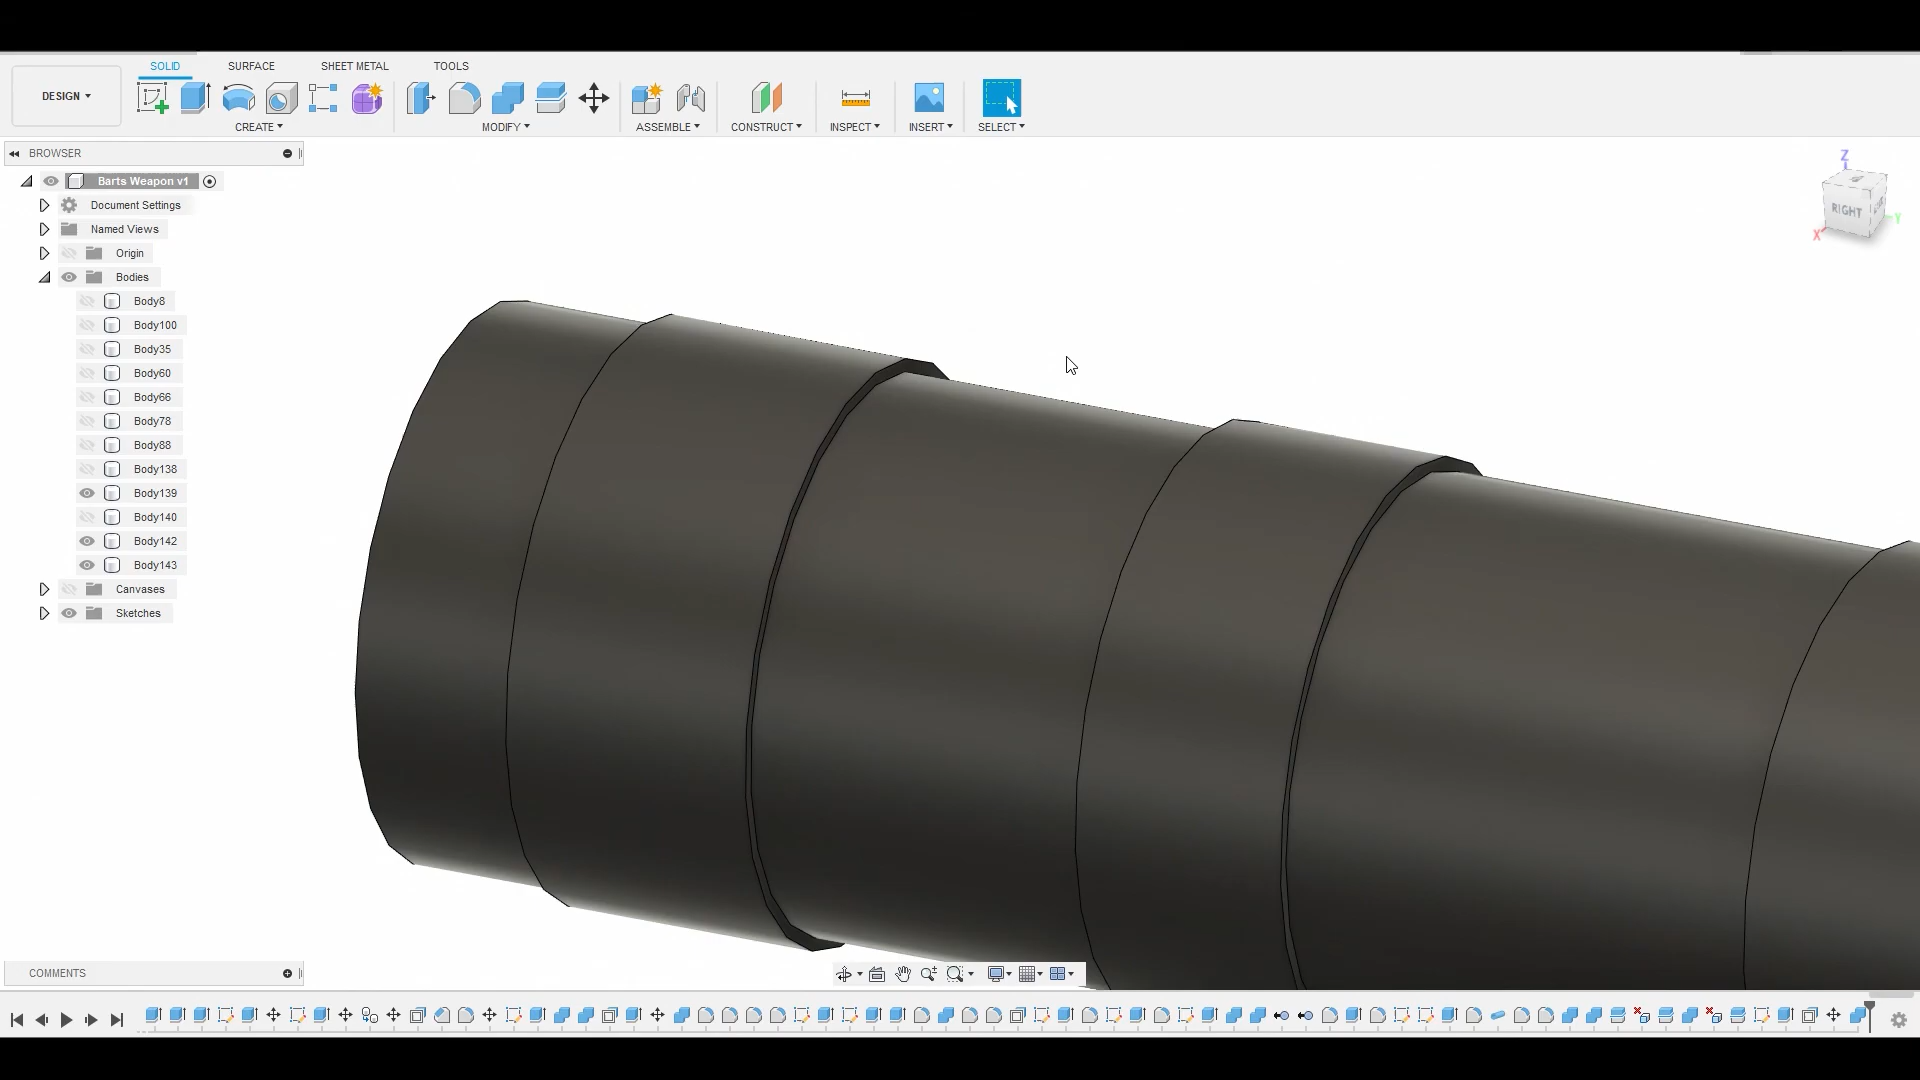 SOLID SURFACE SHEET METAL TOOLS
DESIGN
CREATE MODIFY ASSEMBLE CONSTRUCT INSPECT INSERT SELECT
BROWSER
Barts Weapon v1
Document Settings
Named Views
Origin
Bodies
Body8
Body100
Body35
Body60
Body66
Body78
Body88
Body138
Body139
Body140
Body142
Body143
Canvases
Sketches
Z
RIGHT
Y
X
COMMENTS